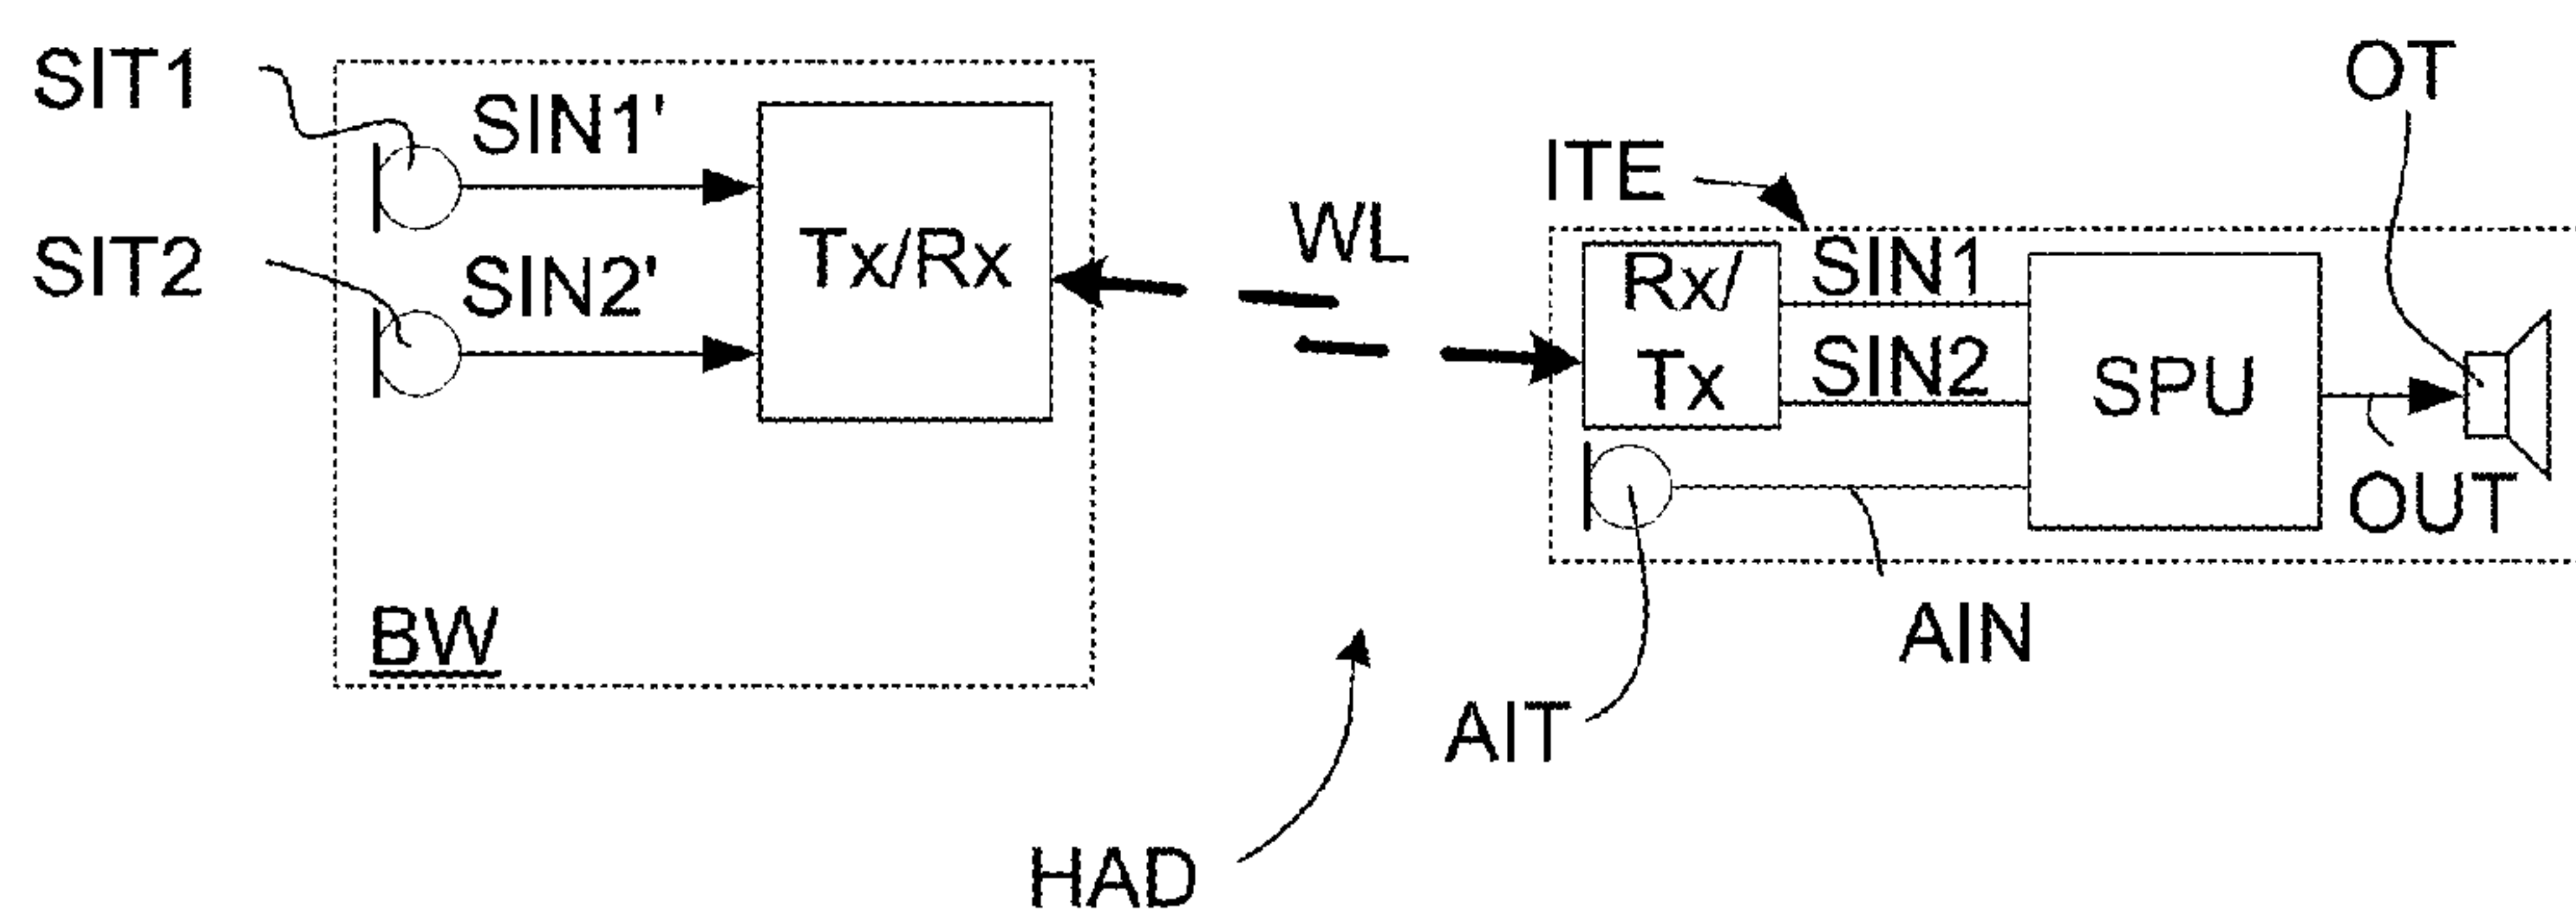 SIT1
SIN1'
SIT2
SIN2'
Tx/Rx
BW
WL
HAD
ITE
Rx/
Tx
SIN1
SIN2
SPU
OT
OUT
AIN
AIT